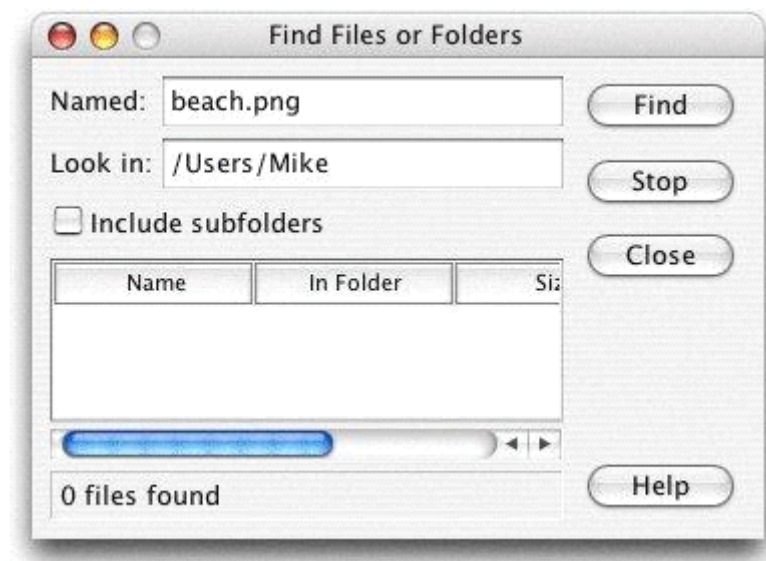 Find Files or Folders
Named: beach.png
Find
Look in: /Users/Mike
Stop
Include subfolders
Close
Name In Folder Siz
0 files found
Help